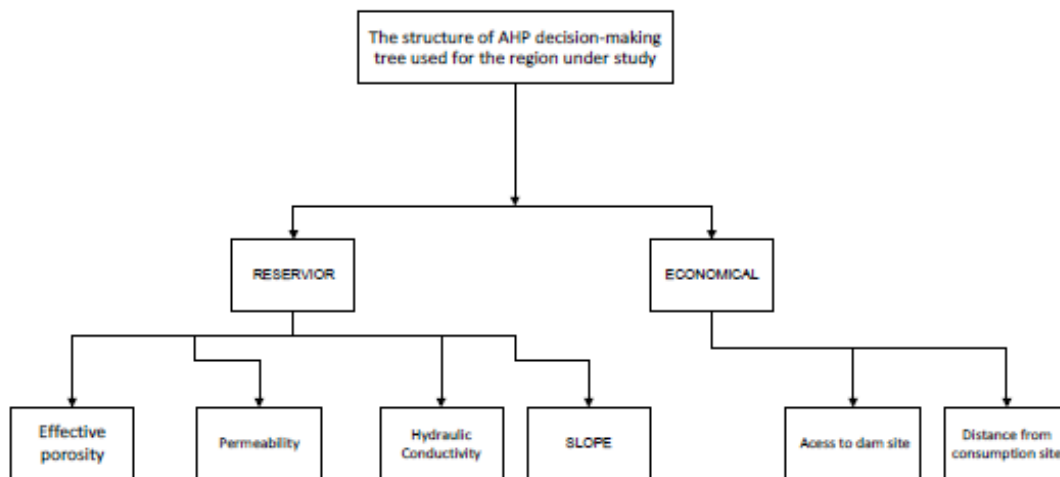 The structure of AHP decision-making
tree used for the region under study
RESERVIOR
ECONOMICAL
Effective
porosity
Permeability
Hydraulic
Conductivity
SLOPE
Acess to dam site
Distance from
consumption site